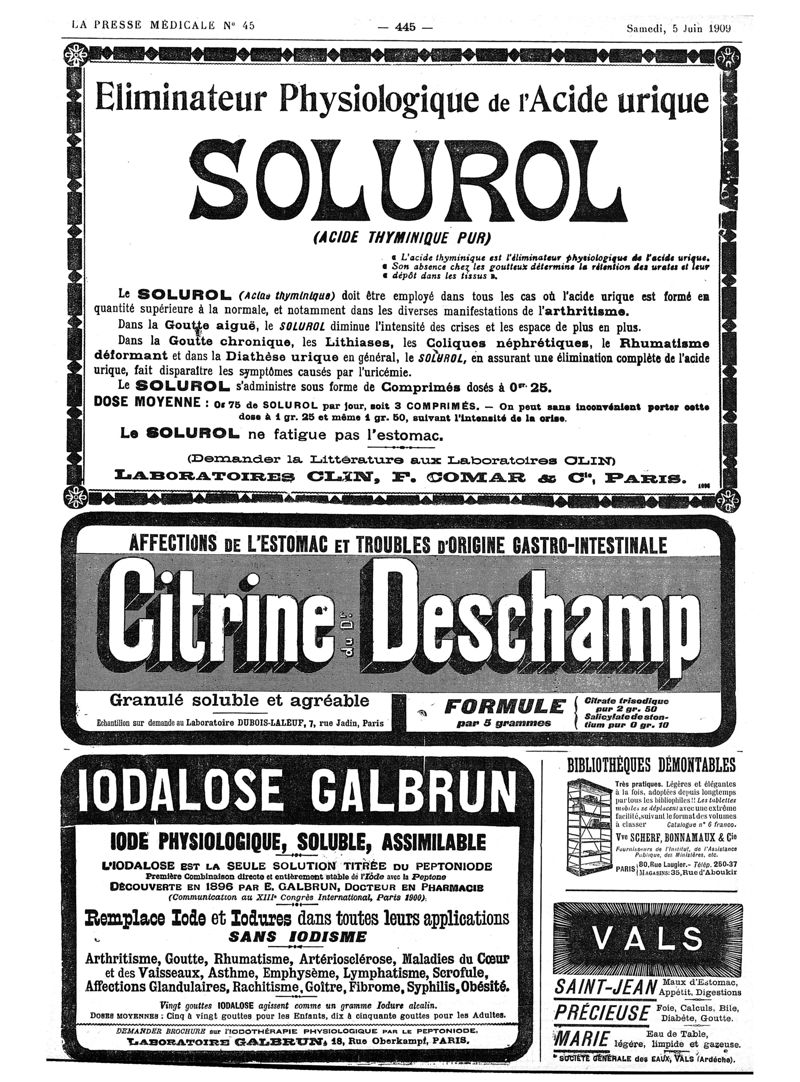 LA PRESSE MÉDICALE N° 45
— 445 —
Samedi, 5 Juin 1909
Eliminateur Physiologique de l'Acide urique
SOLUROL
(ACIDE THYMINIQUE PUR)
« L'acide thyminique est l'éliminateur physiologique de l'acide urique.
« Son absence chez les goutteux détermine la rétention des urates et leur
« dépôt dans les tissus ».
Le SOLUROL (Acide thyminique) doit être employé dans tous les cas où l'acide urique est formé en
quantité supérieure à la normale, et notamment dans les diverses manifestations de l'arthritisme.
Dans la Goutte aiguë, le SOLUROL diminue l'intensité des crises et les espace de plus en plus.
Dans la Goutte chronique, les Lithiases, les Coliques néphrétiques, le Rhumatisme
déformant et dans la Diathèse urique en général, le SOLUROL, en assurant une élimination complète de l'acide
urique, fait disparaître les symptômes causés par l'uricémie.
Le SOLUROL s'administre sous forme de Comprimés dosés à 0gr. 25.
DOSE MOYENNE : 0g 75 de SOLUROL par jour, soit 3 COMPRIMÉS. — On peut sans inconvénient porter cette
dose à 1 gr. 25 et même 1 gr. 50, suivant l'intensité de la crise.
Le SOLUROL ne fatigue pas l'estomac.
(Demander la Littérature aux Laboratoires CLIN)
LABORATOIRES CLIN, F. COMAR & Cie, PARIS.
AFFECTIONS DE L'ESTOMAC ET TROUBLES D'ORIGINE GASTRO-INTESTINALE
Citrine du Dr Deschamp
Granulé soluble et agréable
Echantillon sur demande au Laboratoire DUBOIS-LALEUF, 7, rue Jadin, Paris
FORMULE
par 5 grammes
Citrate trisodique
pur 2 gr. 50
Salicylate de stron-
tium pur 0 gr. 10
IODALOSE GALBRUN
IODE PHYSIOLOGIQUE, SOLUBLE, ASSIMILABLE
L'IODALOSE EST LA SEULE SOLUTION TITRÉE DU PEPTONIODE
Première Combinaison directe et entièrement stable de l'Iode avec la Peptone
DÉCOUVERTE EN 1896 PAR E. GALBRUN, DOCTEUR EN PHARMACIE
(Communication au XIIIe Congrès International, Paris 1900).
Remplace Iode et Iodures dans toutes leurs applications
SANS IODISME
Arthritisme, Goutte, Rhumatisme, Artériosclérose, Maladies du Cœur
et des Vaisseaux, Asthme, Emphysème, Lymphatisme, Scrofule,
Affections Glandulaires, Rachitisme, Goitre, Fibrome, Syphilis, Obésité.
Vingt gouttes IODALOSE agissent comme un gramme Iodure alcalin.
DOSES MOYENNES : Cinq à vingt gouttes pour les Enfants, dix à cinquante gouttes pour les Adultes.
DEMANDER BROCHURE sur l'IODOTHÉRAPIE PHYSIOLOGIQUE PAR LE PEPTONIODE.
LABORATOIRE GALBRUN, 18, Rue Oberkampf, PARIS.
BIBLIOTHÈQUES DÉMONTABLES
Très pratiques. Légères et élégantes
à la fois, adoptées depuis longtemps
par tous les bibliophiles !! Les tablettes
mobiles se déplacent avec une extrême
facilité, suivant le format des volumes
à classer Catalogue n° 6 franco.
Vve SCHERF, BONNAMAUX & Cie
Fournisseurs de l'Institut, de l'Assistance
Publique, des Ministères, etc.
PARIS 80, Rue Laugier.- Télép. 250-37
MAGASINS: 35, Rue d'Aboukir
VALS
SAINT-JEAN Maux d'Estomac,
Appétit, Digestions
PRÉCIEUSE Foie, Calculs, Bile,
Diabète, Goutte.
MARIE Eau de Table,
légère, limpide et gazeuse.
SOCIÉTÉ GÉNÉRALE des EAUX, VALS (Ardèche).